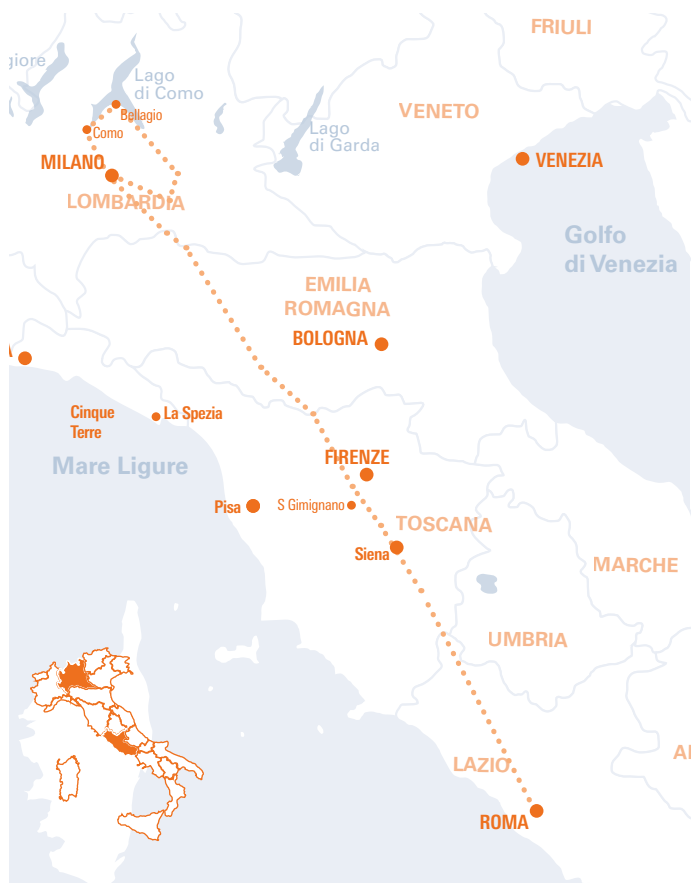 FRIULI
giore
Lago
di Como
Bellagio
VENETO
Como
Lago
di Garda
MILANO
VENEZIA
LOMBARDIA
Golfo
di Venezia
EMILIA
ROMAGNA
BOLOGNA
A
Cinque
Terre
La Spezia
Mare Ligure
FIRENZE
Pisa
S Gimignano
TOSCANA
Siena
MARCHE
UMBRIA
LAZIO
AI
ROMA